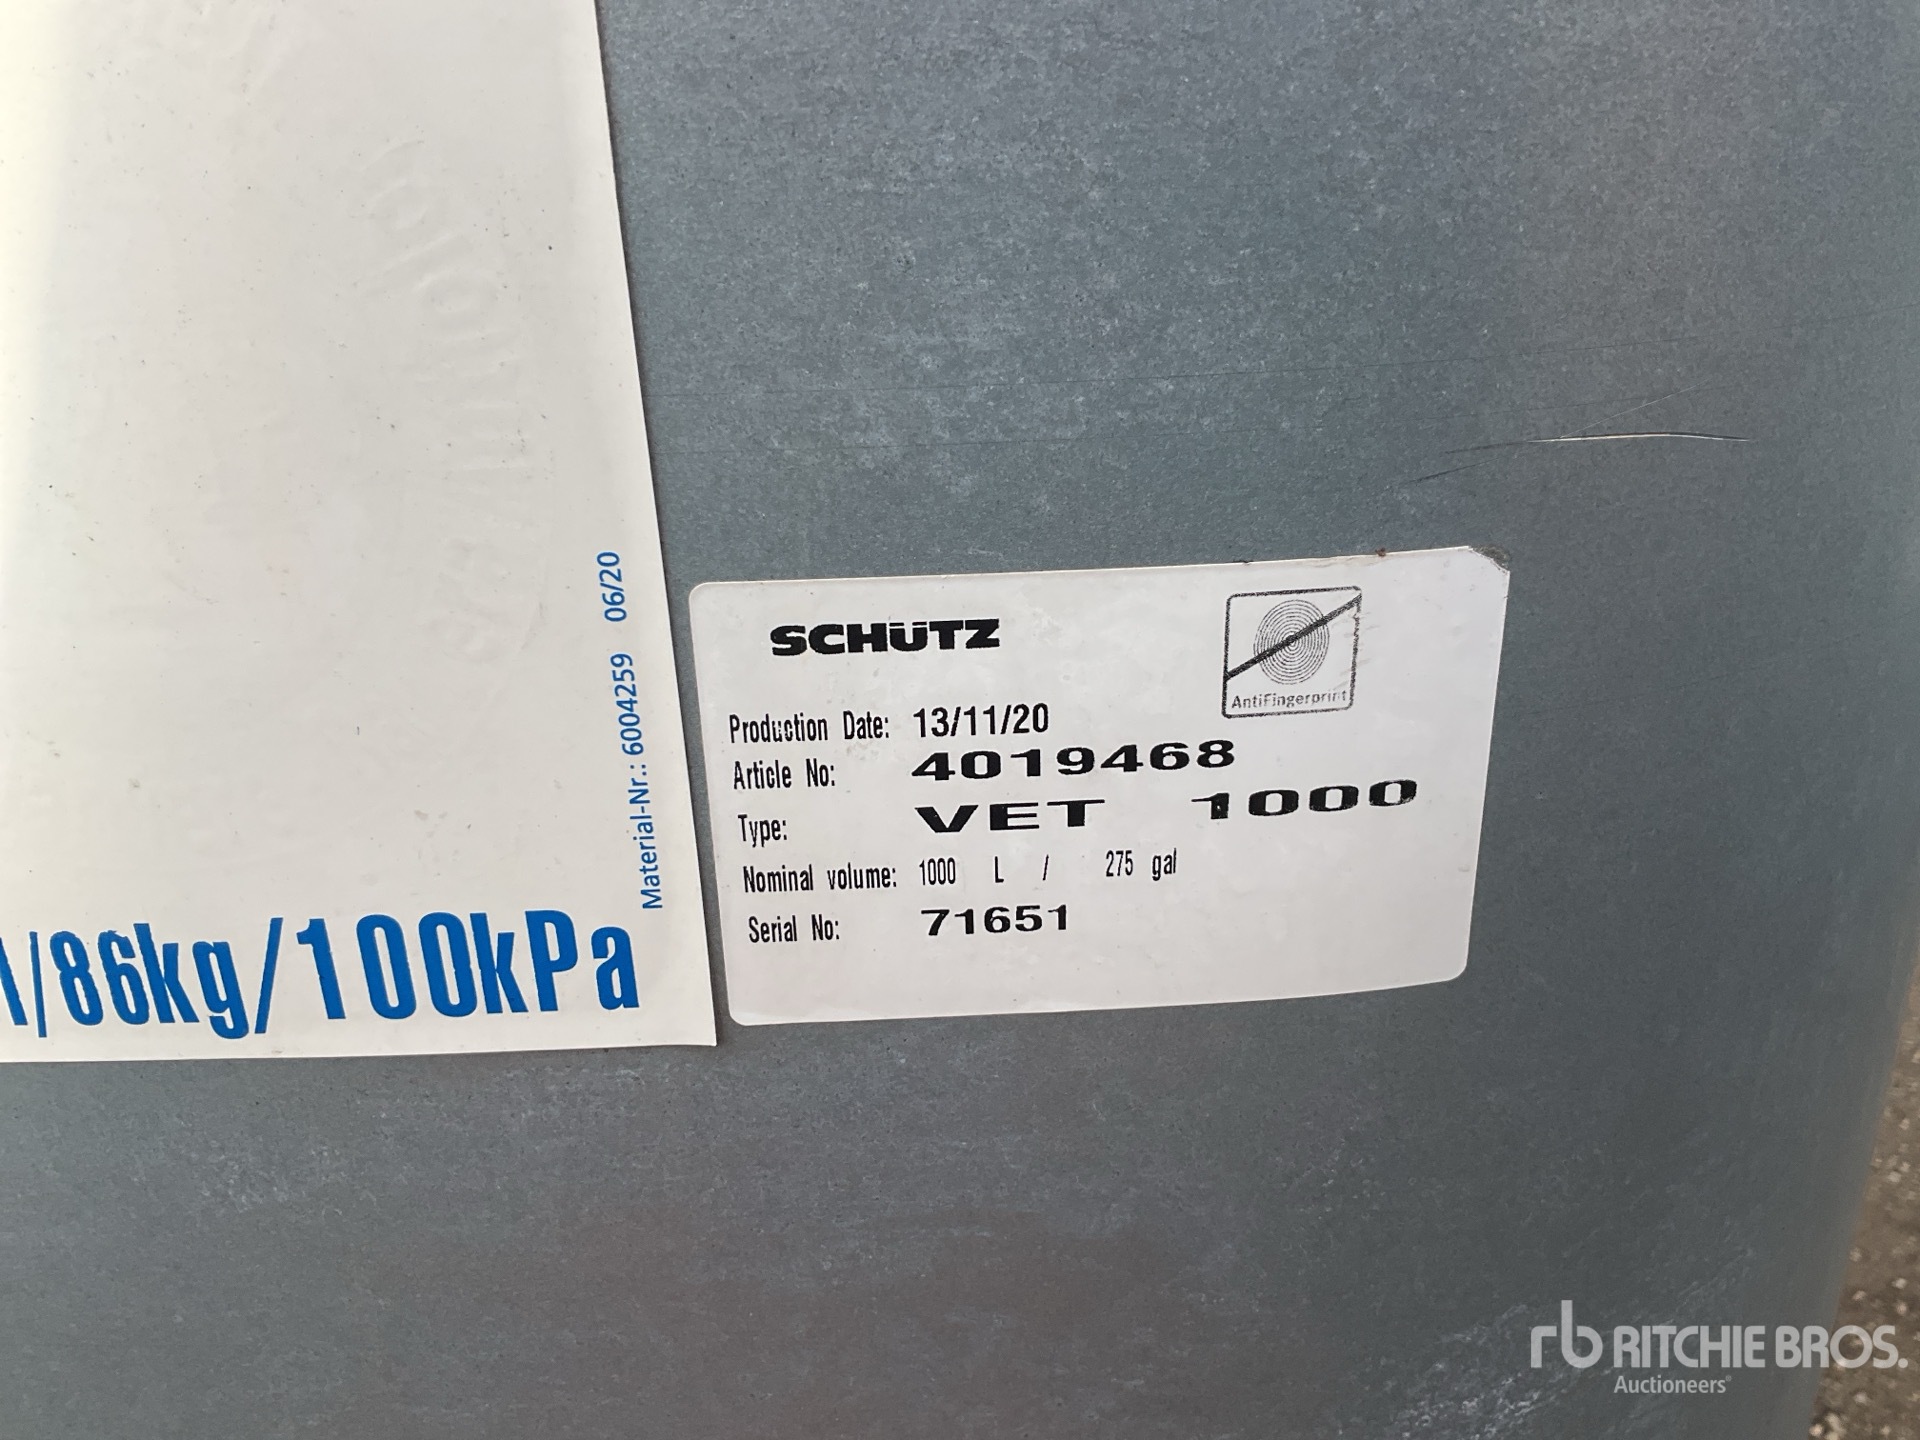 Material-Nr.: 6004259 06/20
/86kg/100kPa
SCHÜTZ
AntiFingerprint
Production Date: 13/11/20
Article No: 4019468
Type: VET 1000
Nominal volume: 1000 L / 275 gal
Serial No: 71651
rb RITCHIE BROS.
Auctioneers